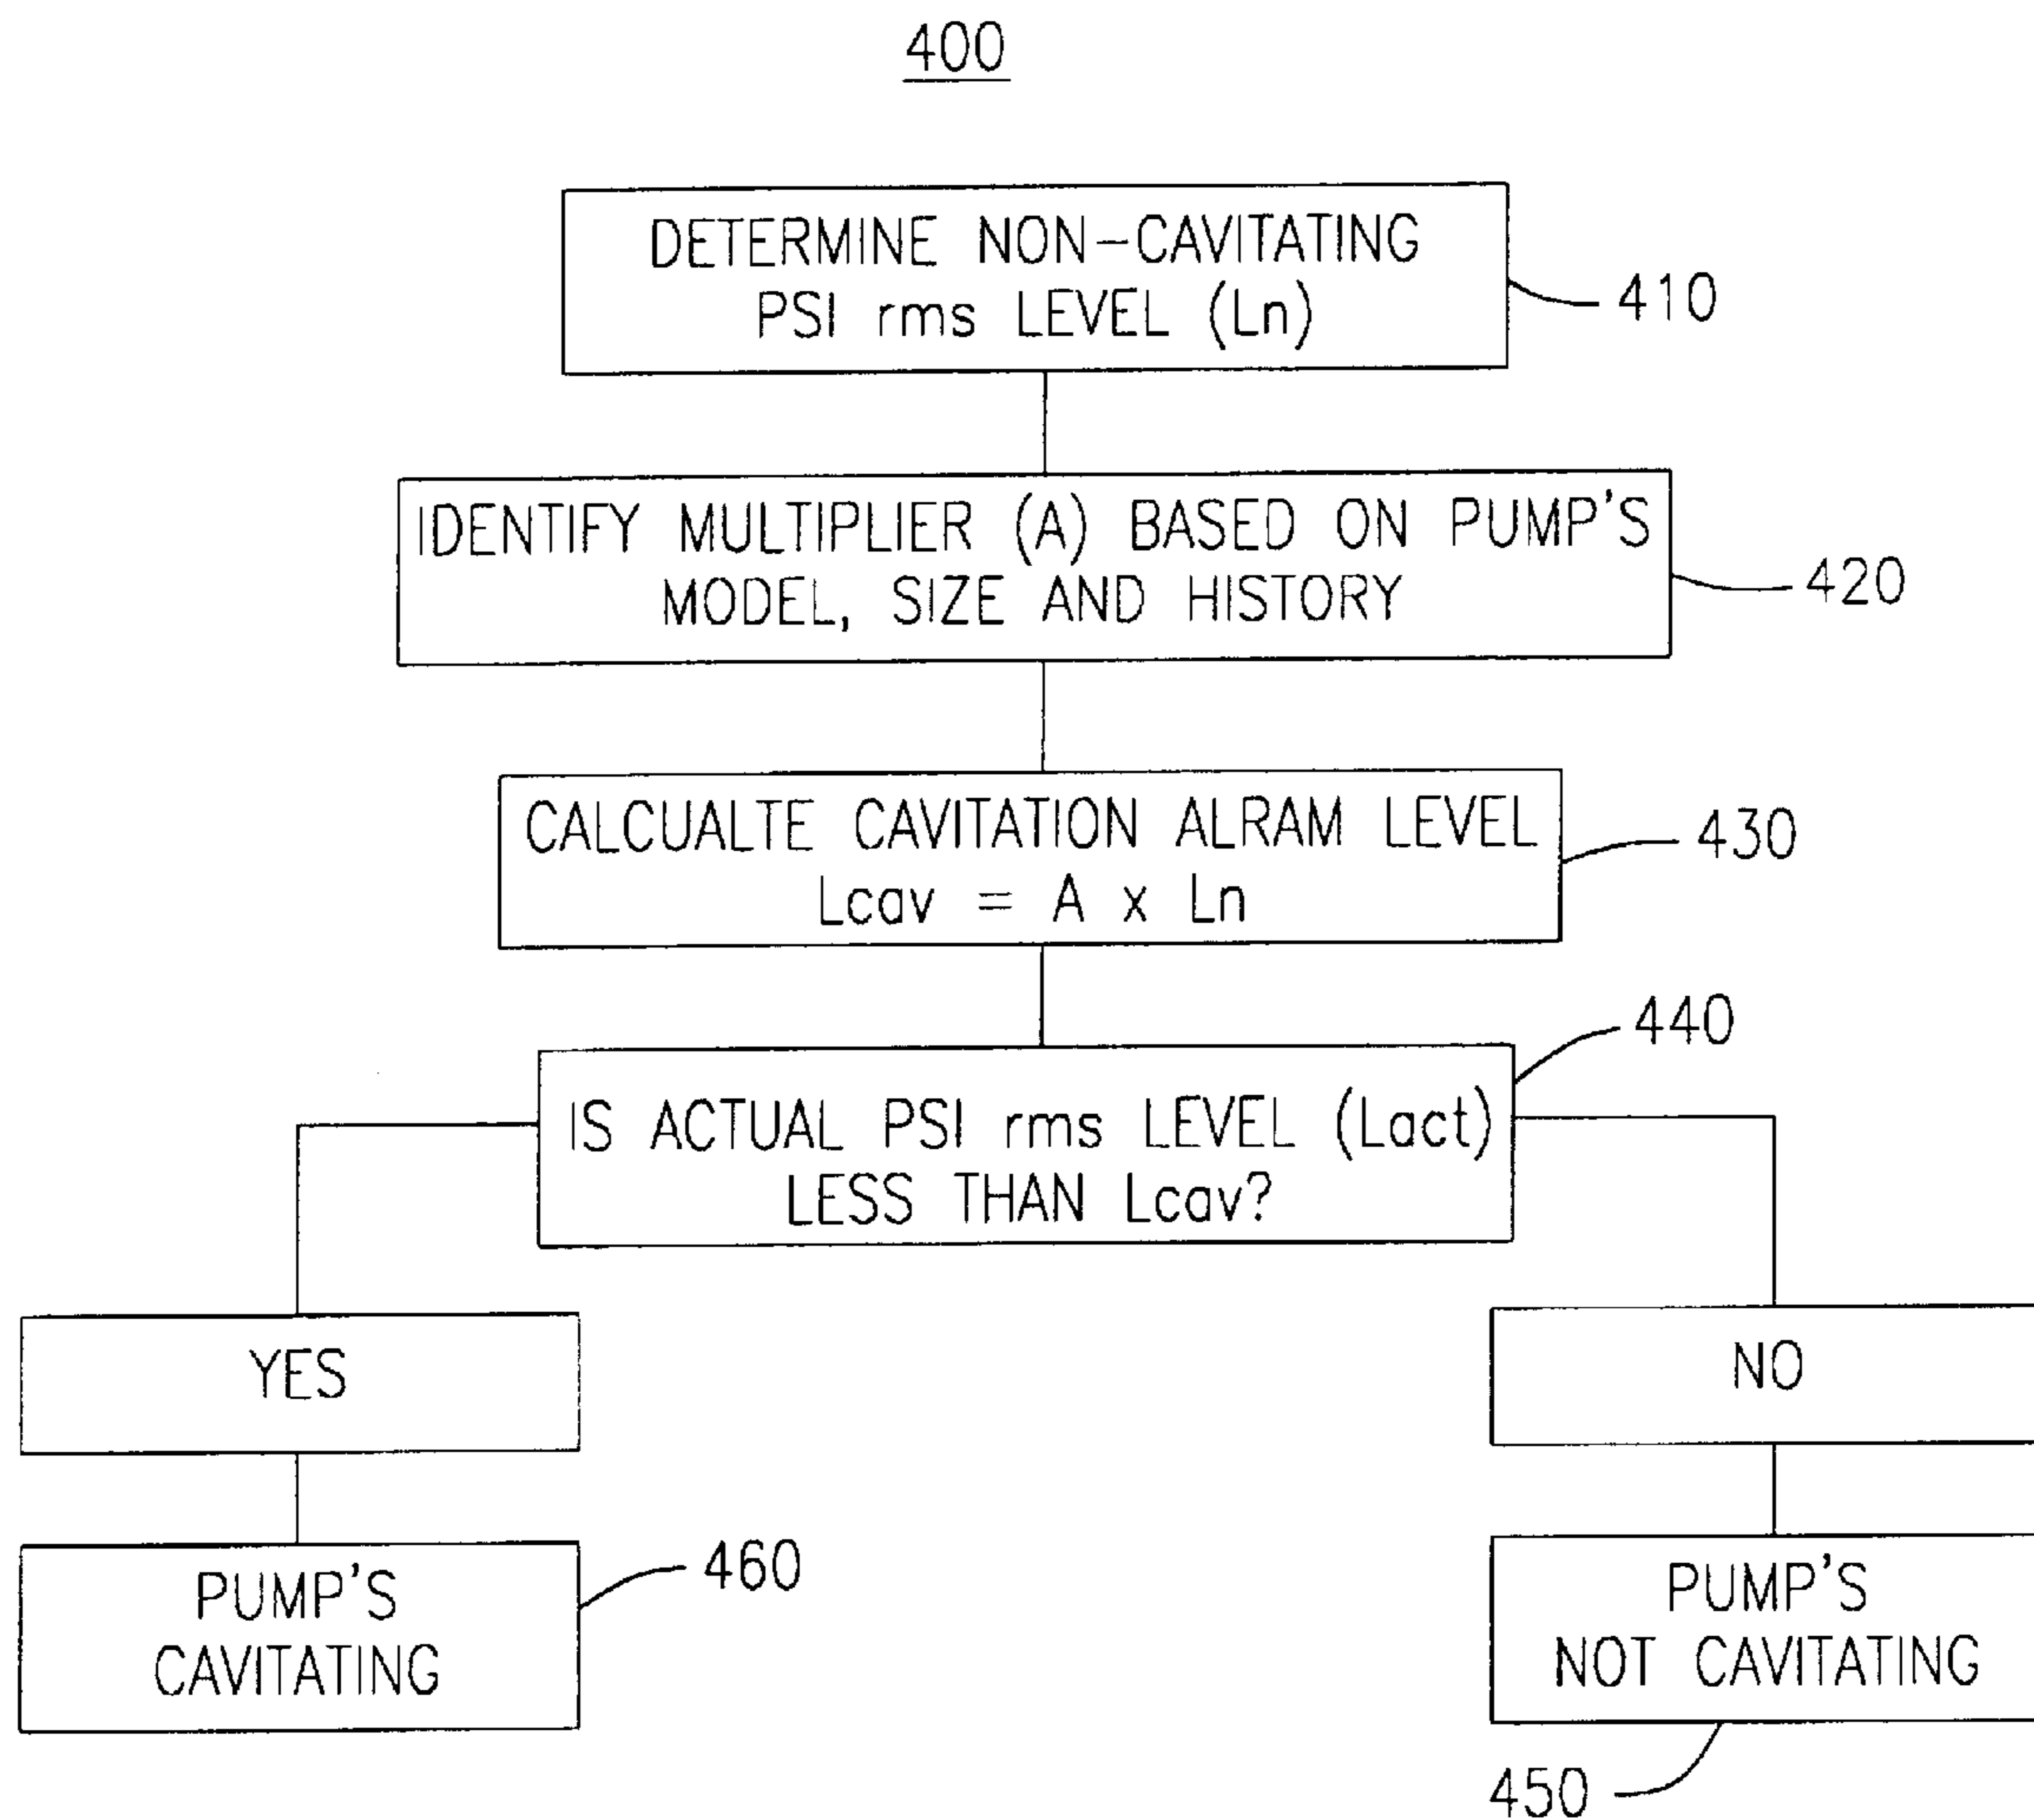 400
DETERMINE NON-CAVITATING
PSI rms LEVEL (Ln)
410
IDENTIFY MULTIPLIER (A) BASED ON PUMP'S
MODEL, SIZE AND HISTORY
420
CALCUALTE CAVITATION ALRAM LEVEL
Lcav = A x Ln
430
440
IS ACTUAL PSI rms LEVEL (Lact)
LESS THAN Lcav?
YES
NO
PUMP'S
CAVITATING
460
PUMP'S
NOT CAVITATING
450